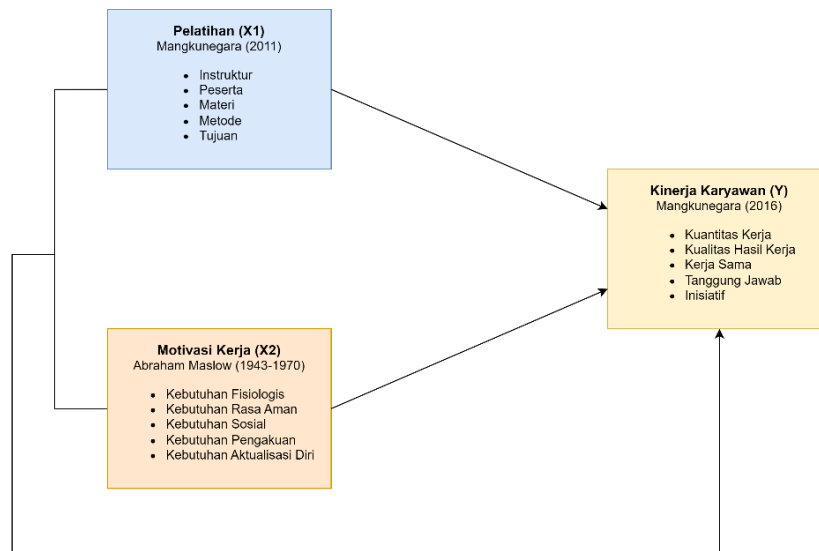 Pelatihan (X1)
Mangkunegara (2011)
• Instruktur
• Peserta
• Materi
• Metode
• Tujuan
Kinerja Karyawan (Y)
Mangkunegara (2016)
• Kuantitas Kerja
• Kualitas Hasil Kerja
• Kerja Sama
• Tanggung Jawab
• Inisiatif
Motivasi Kerja (X2)
Abraham Maslow (1943-1970)
• Kebutuhan Fisiologis
• Kebutuhan Rasa Aman
• Kebutuhan Sosial
• Kebutuhan Pengakuan
• Kebutuhan Aktualisasi Diri